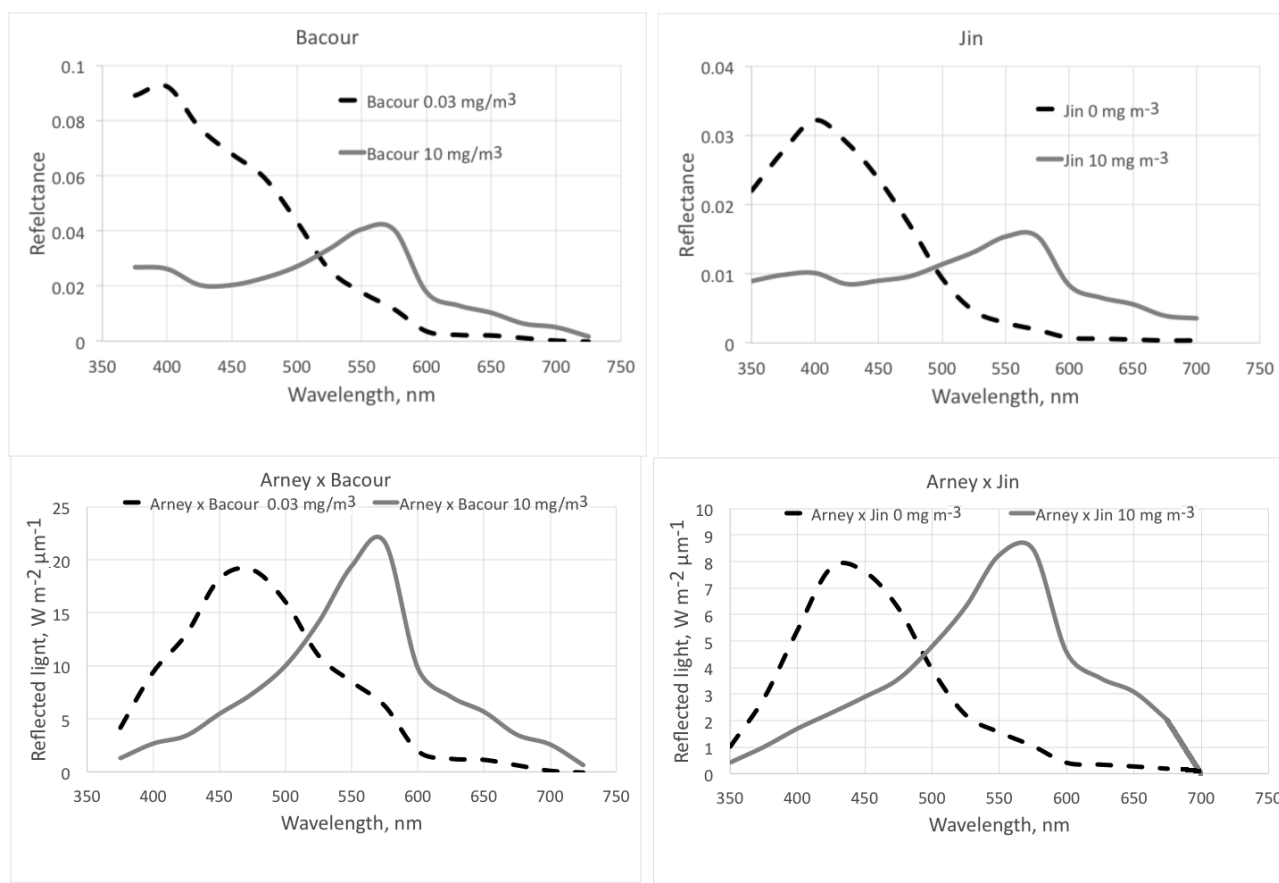 Bacour
0.1
0.08
0.06
0.04
0.02
0
Refelctance
Bacour 0.03 mg/m3
Bacour 10 mg/m3
350 400 450 500 550 600 650 700 750
Wavelength, nm
Jin
0.04
0.03
0.02
0.01
0
Reflectance
Jin 0 mg m-3
Jin 10 mg m-3
350 400 450 500 550 600 650 700 750
Wavelength, nm
Arney x Bacour
Arney x Bacour 0.03 mg/m3 Arney x Bacour 10 mg/m3
25
20
15
10
5
0
Reflected light, W m-2 µm-1
350 400 450 500 550 600 650 700 750
Wavelength, nm
Arney x Jin
Arney x Jin 0 mg m-3 Arney x Jin 10 mg m-3
10
9
8
7
6
5
4
3
2
1
0
Reflected light, W m-2 µm-1
350 400 450 500 550 600 650 700 750
Wavelength, nm